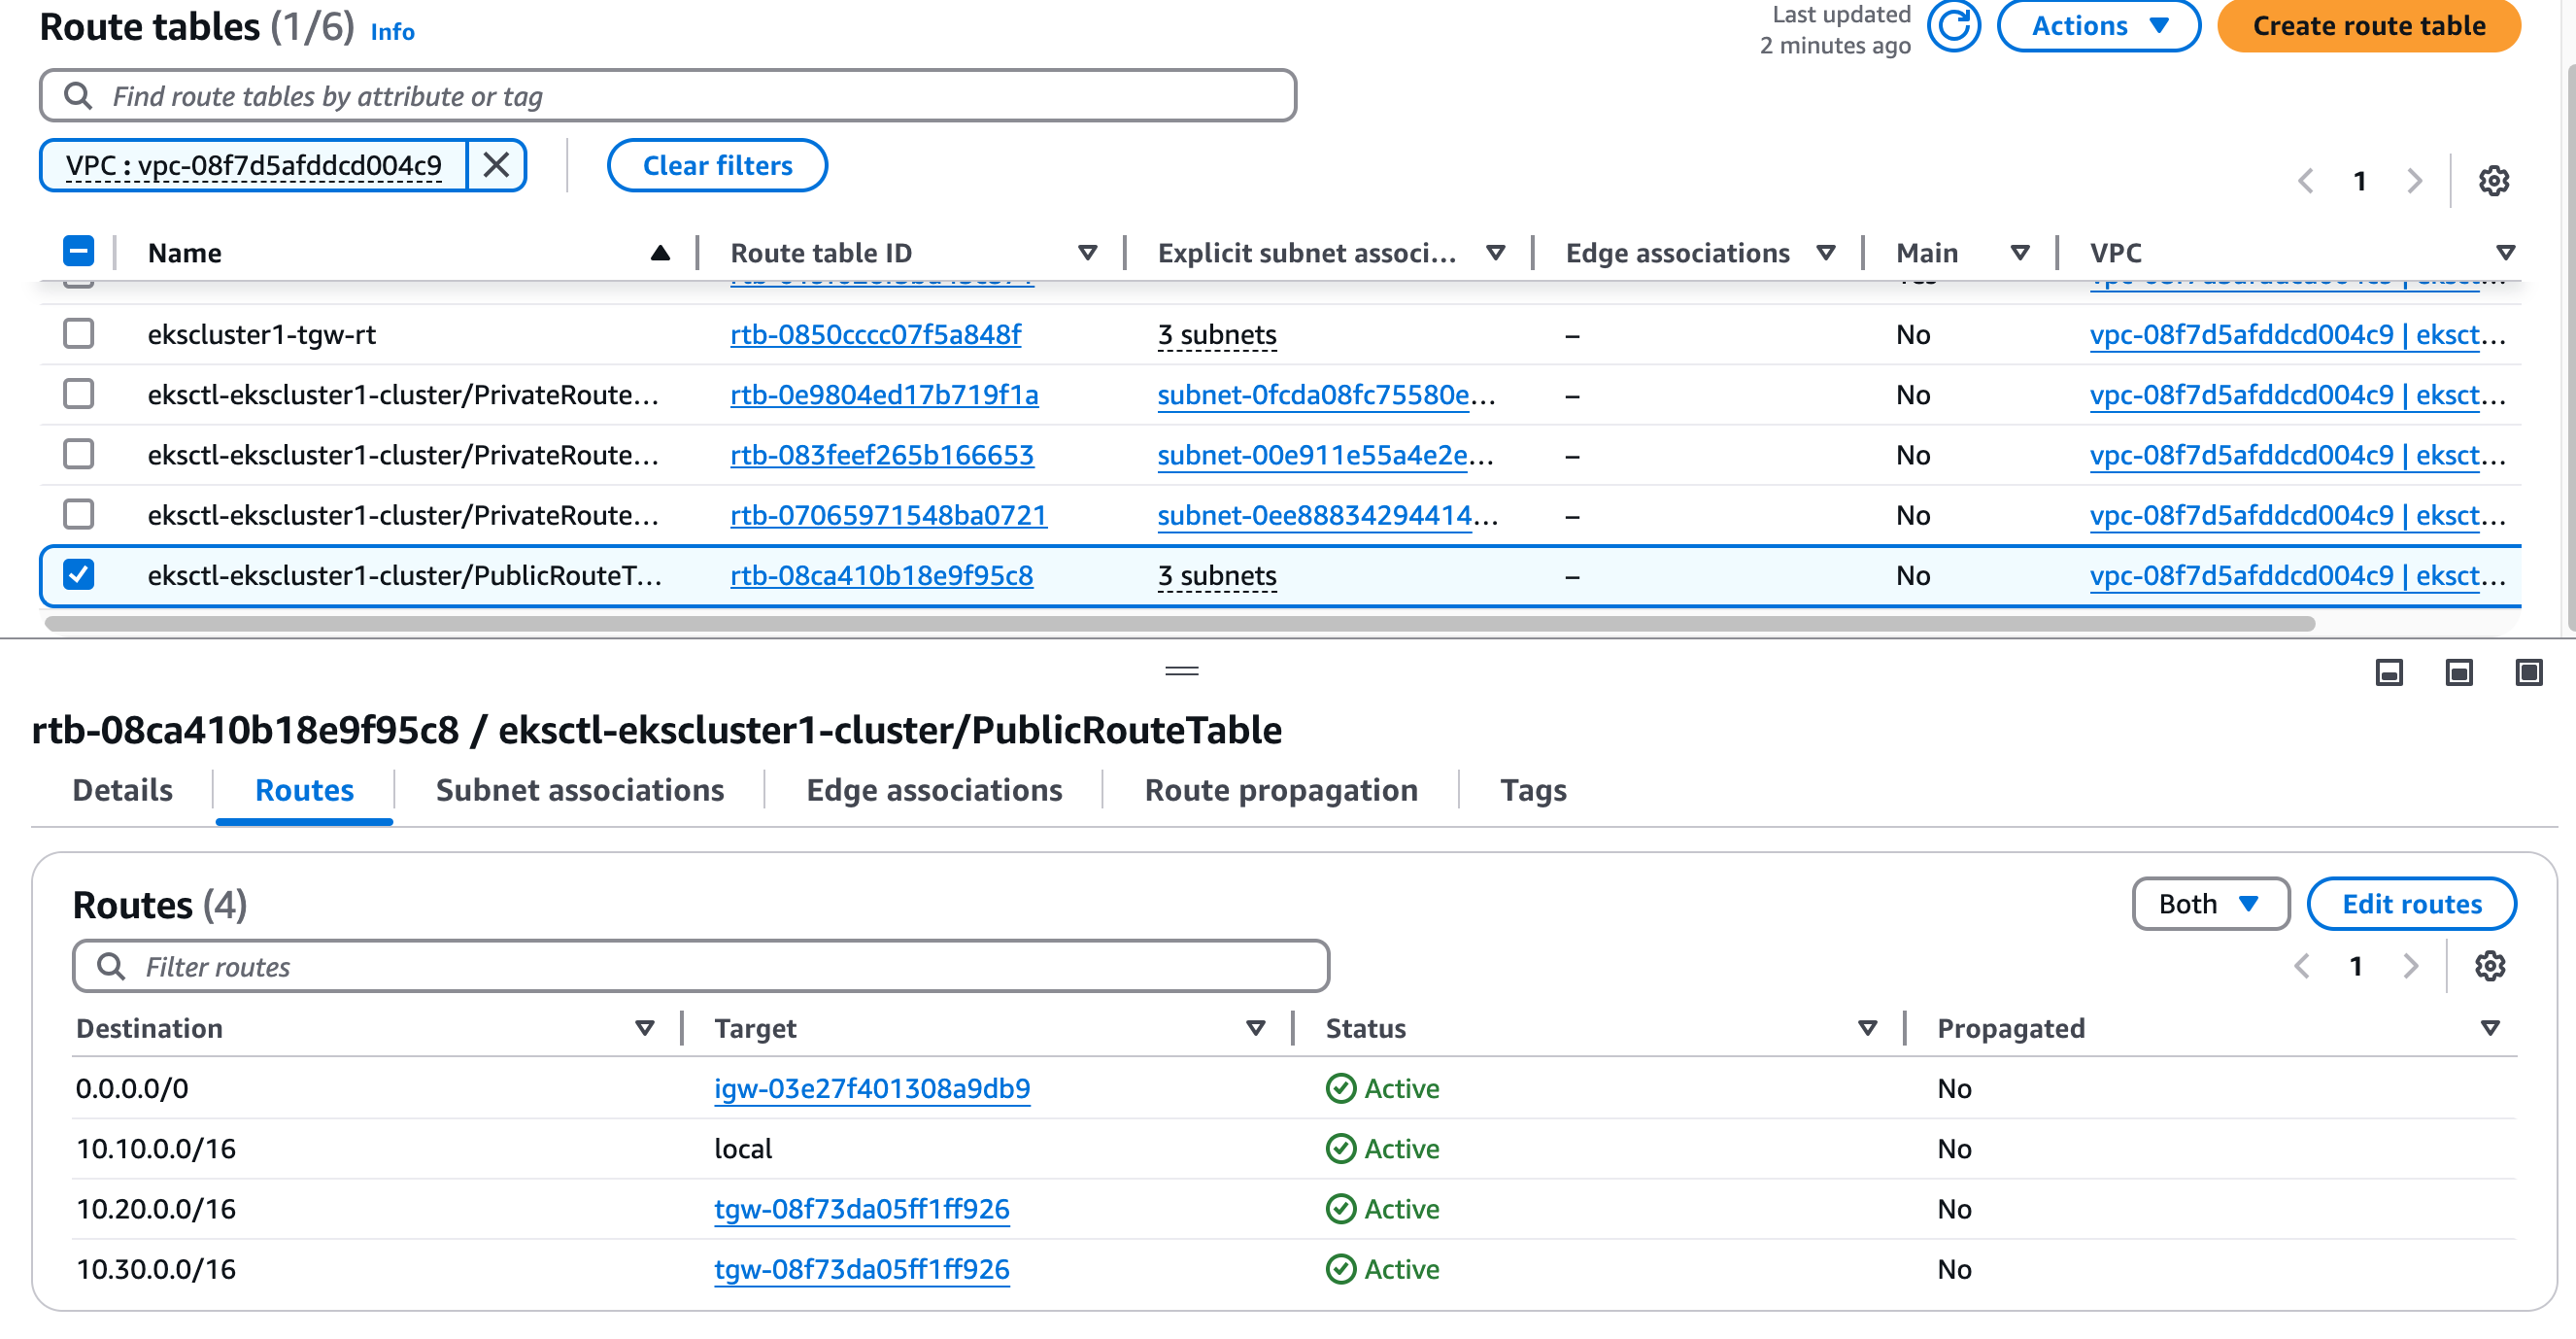 Route tables (1/6) Info
Last updated
2 minutes ago
Actions
Create route table
Find route tables by attribute or tag
VPC : vpc-08f7d5afddcd004c9
Clear filters
1
Name Route table ID Explicit subnet associ... Edge associations Main VPC
ekscluster1-tgw-rt rtb-0850cccc07f5a848f 3 subnets – No vpc-08f7d5afddcd004c9 | eksct...
eksctl-ekscluster1-cluster/PrivateRoute... rtb-0e9804ed17b719f1a subnet-0fcda08fc75580e... – No vpc-08f7d5afddcd004c9 | eksct...
eksctl-ekscluster1-cluster/PrivateRoute... rtb-083feef265b166653 subnet-00e911e55a4e2e... – No vpc-08f7d5afddcd004c9 | eksct...
eksctl-ekscluster1-cluster/PrivateRoute... rtb-07065971548ba0721 subnet-0ee88834294414... – No vpc-08f7d5afddcd004c9 | eksct...
eksctl-ekscluster1-cluster/PublicRouteT... rtb-08ca410b18e9f95c8 3 subnets – No vpc-08f7d5afddcd004c9 | eksct...
rtb-08ca410b18e9f95c8 / eksctl-ekscluster1-cluster/PublicRouteTable
Details Routes Subnet associations Edge associations Route propagation Tags
Routes (4)
Both
Edit routes
Filter routes
1
Destination Target Status Propagated
0.0.0.0/0 igw-03e27f401308a9db9 Active No
10.10.0.0/16 local Active No
10.20.0.0/16 tgw-08f73da05ff1ff926 Active No
10.30.0.0/16 tgw-08f73da05ff1ff926 Active No